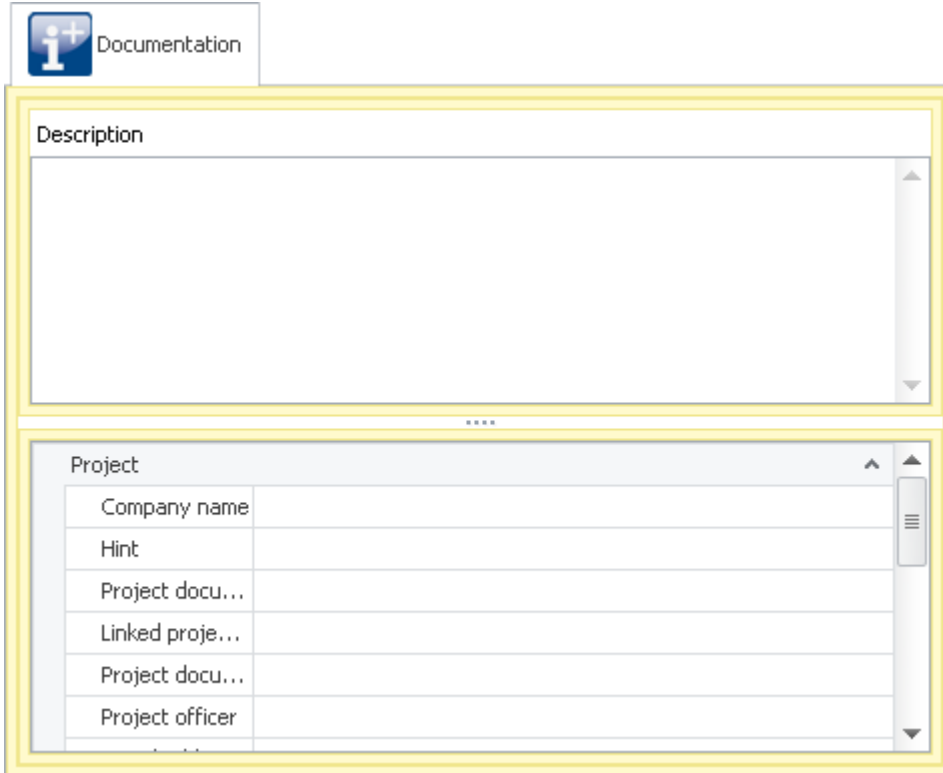 Documentation
Description
Project
Company name
Hint
Project docu...
Linked proje...
Project docu...
Project officer